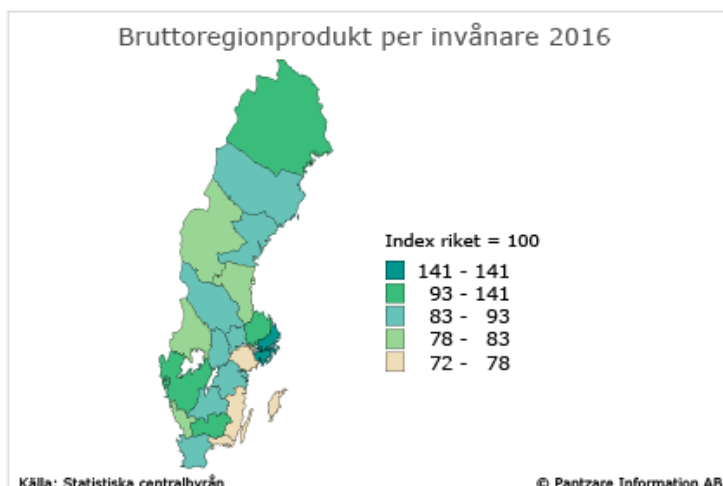 Bruttoregionprodukt per invånare 2016
Index riket = 100
141 - 141
93 - 141
83 - 93
78 - 83
72 - 78
Källa: Statistiska centralbyrån
© Pantzare Information AB